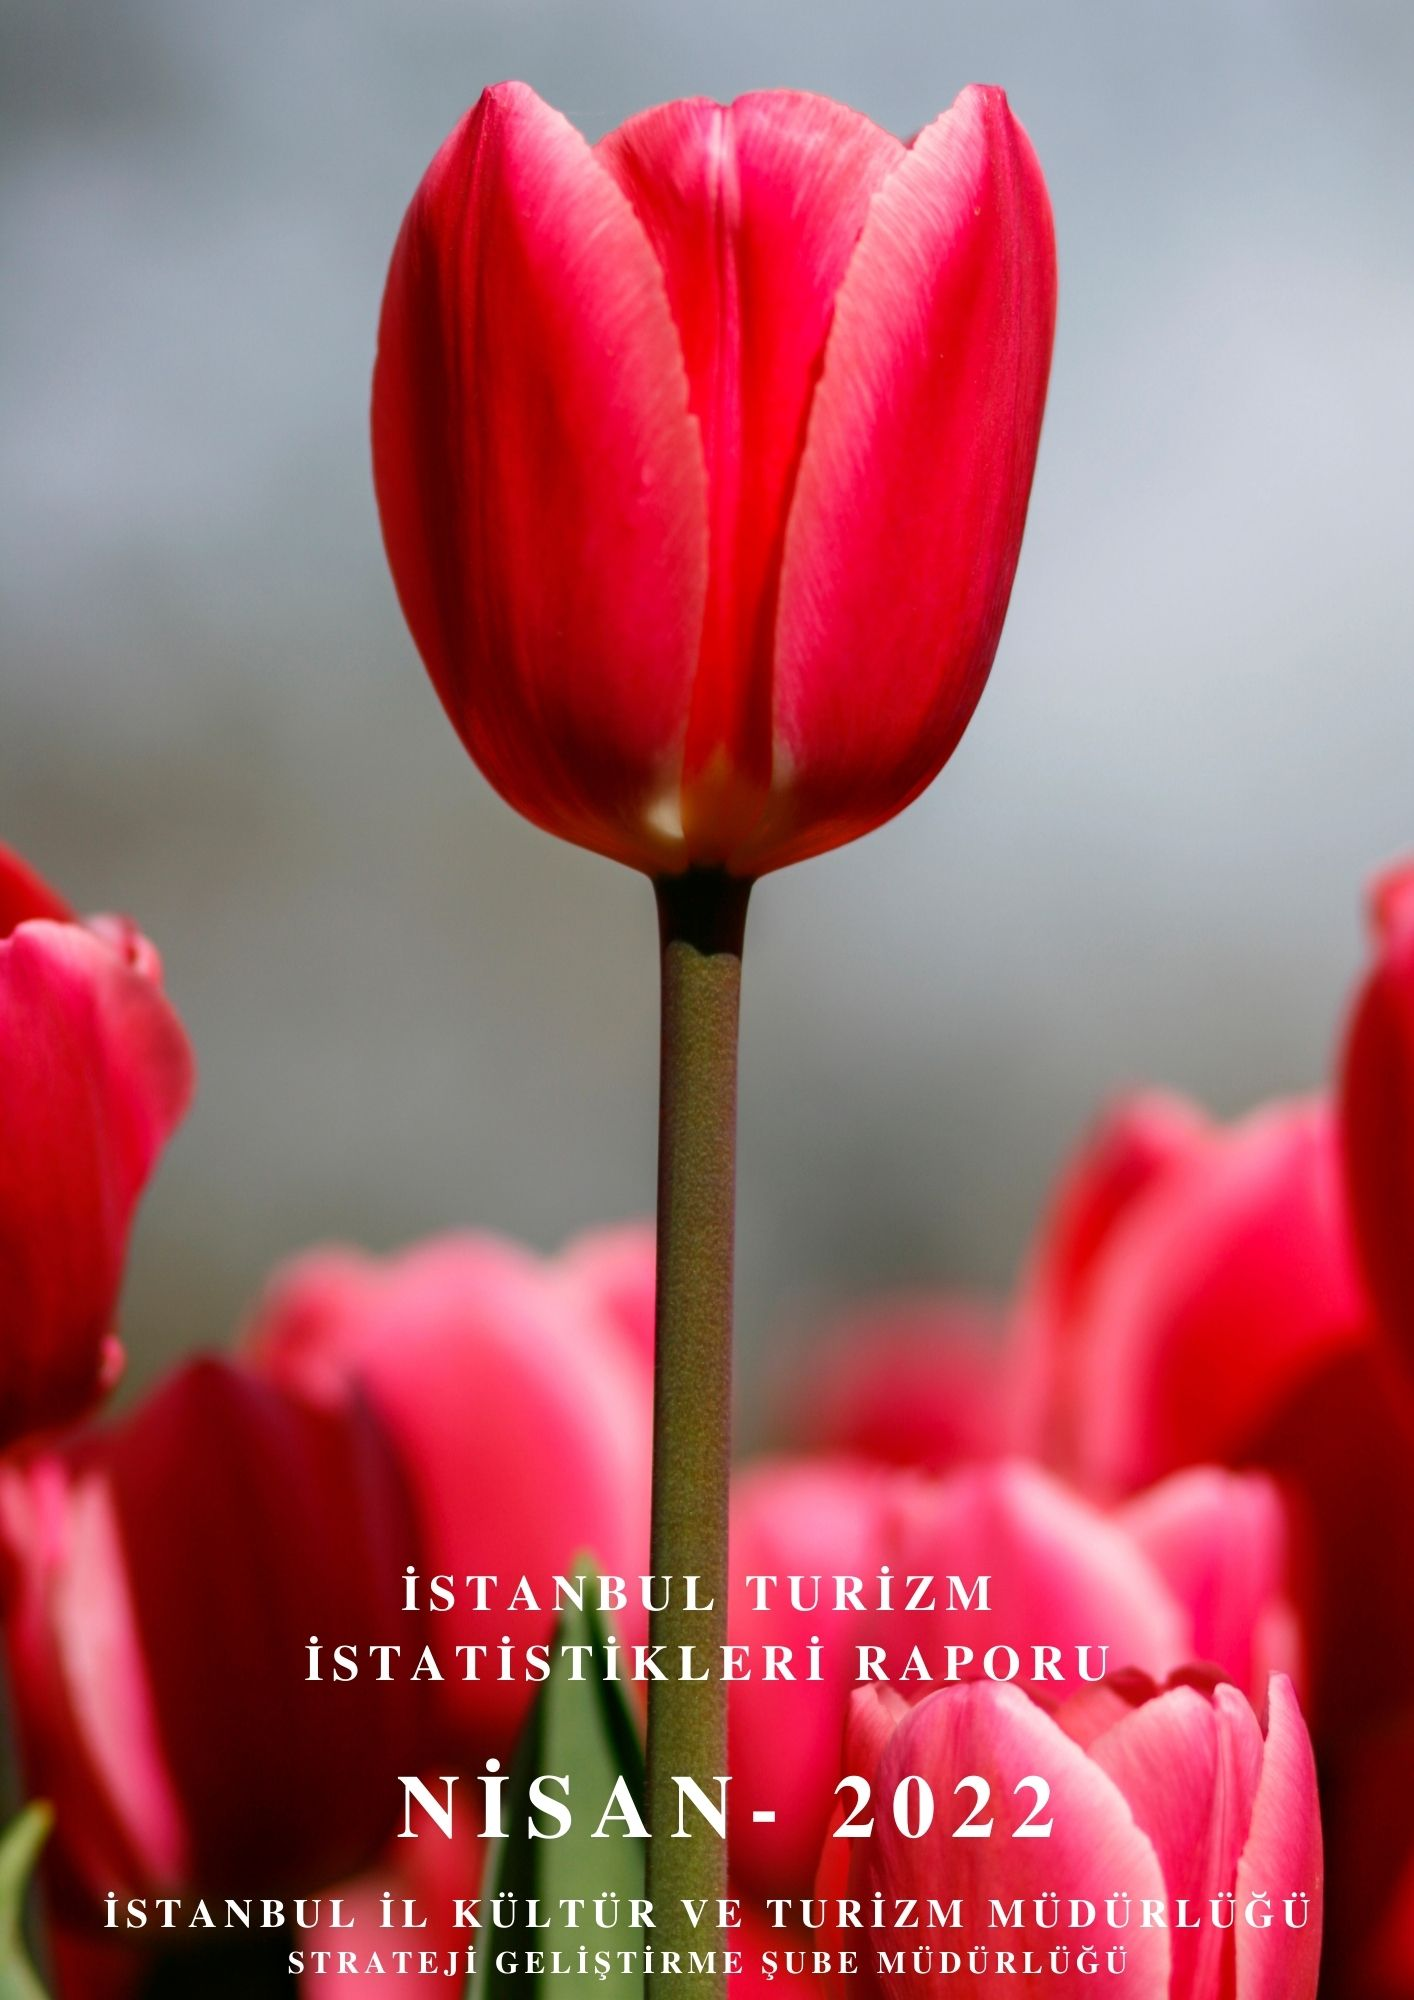 İSTANBUL TURİZM
İSTATİSTİKLERİ RAPORU
NİSAN- 2022
İSTANBUL İL KÜLTÜR VE TURİZM MÜDÜRLÜĞÜ
STRATEJİ GELİŞTİRME ŞUBE MÜDÜRLÜĞÜ